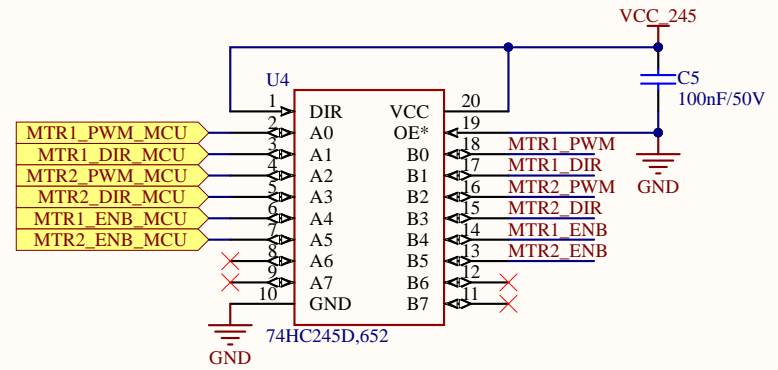 VCC_245
U4
C5
100nF/50V
1 DIR VCC 20
MTR1_PWM_MCU 2 A0 OE* 19
MTR1_DIR_MCU 3 A1 B0 18 MTR1_PWM
MTR2_PWM_MCU 4 A2 B1 17 MTR1_DIR
MTR2_DIR_MCU 5 A3 B2 16 MTR2_PWM
MTR1_ENB_MCU 6 A4 B3 15 MTR2_DIR
MTR2_ENB_MCU 7 A5 B4 14 MTR1_ENB
8 A6 B5 13 MTR2_ENB
9 A7 B6 12
10 GND B7 11
GND
74HC245D,652
GND